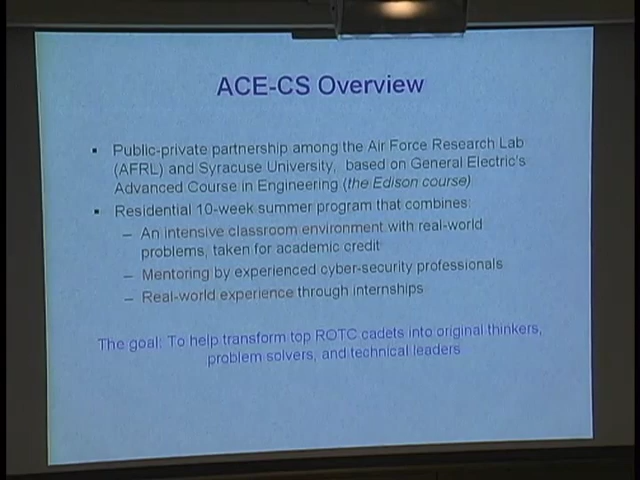 ACE-CS Overview
▪ Public-private partnership among the Air Force Research Lab
(AFRL) and Syracuse University, based on General Electric's
Advanced Course in Engineering (the Edison course)
▪ Residential 10-week summer program that combines:
– An intensive classroom environment with real-world
problems, taken for academic credit
– Mentoring by experienced cyber-security professionals
– Real-world experience through internships
The goal: To help transform top ROTC cadets into original thinkers,
problem solvers, and technical leaders